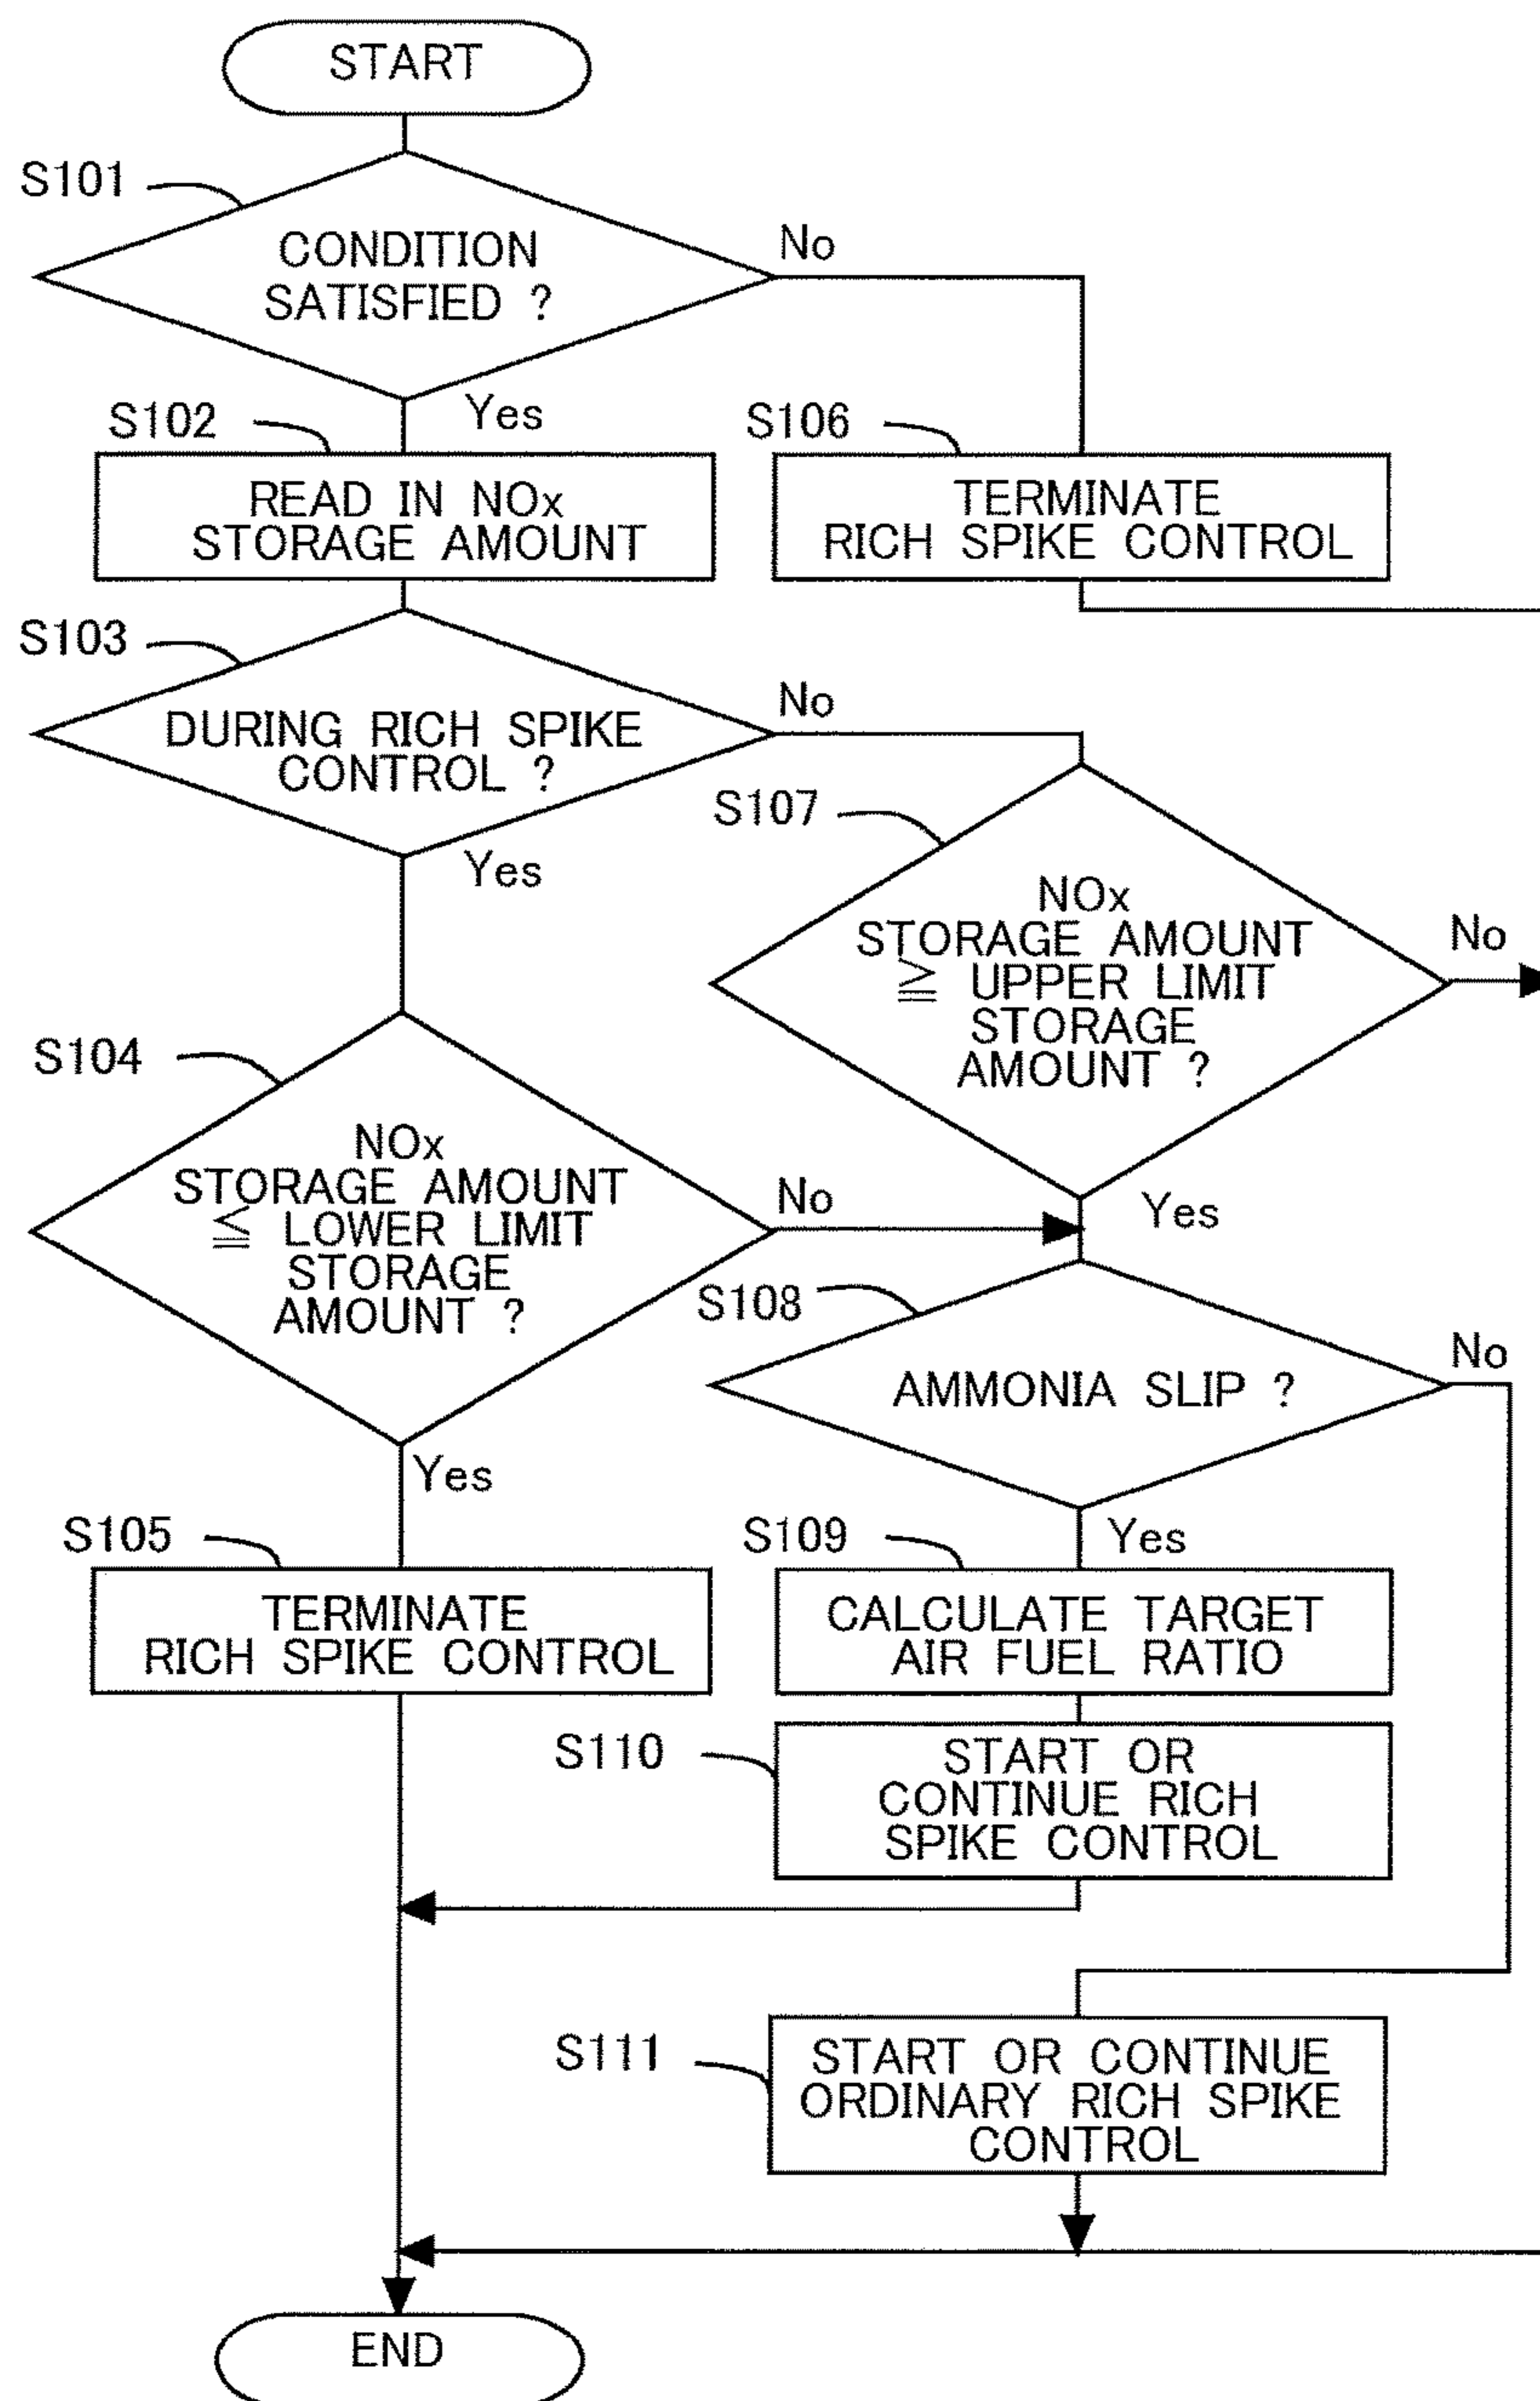 START
S101
CONDITION
SATISFIED ?
No
Yes
S102
READ IN NOx
STORAGE AMOUNT
S106
TERMINATE
RICH SPIKE CONTROL
S103
DURING RICH SPIKE
CONTROL ?
No
Yes
S107
NOx
STORAGE AMOUNT
≧ UPPER LIMIT
STORAGE
AMOUNT ?
No
Yes
S104
NOx
STORAGE AMOUNT
≦ LOWER LIMIT
STORAGE
AMOUNT ?
No
Yes
S108
AMMONIA SLIP ?
No
Yes
S105
TERMINATE
RICH SPIKE CONTROL
S109
CALCULATE TARGET
AIR FUEL RATIO
S110
START OR
CONTINUE RICH
SPIKE CONTROL
S111
START OR CONTINUE
ORDINARY RICH SPIKE
CONTROL
END